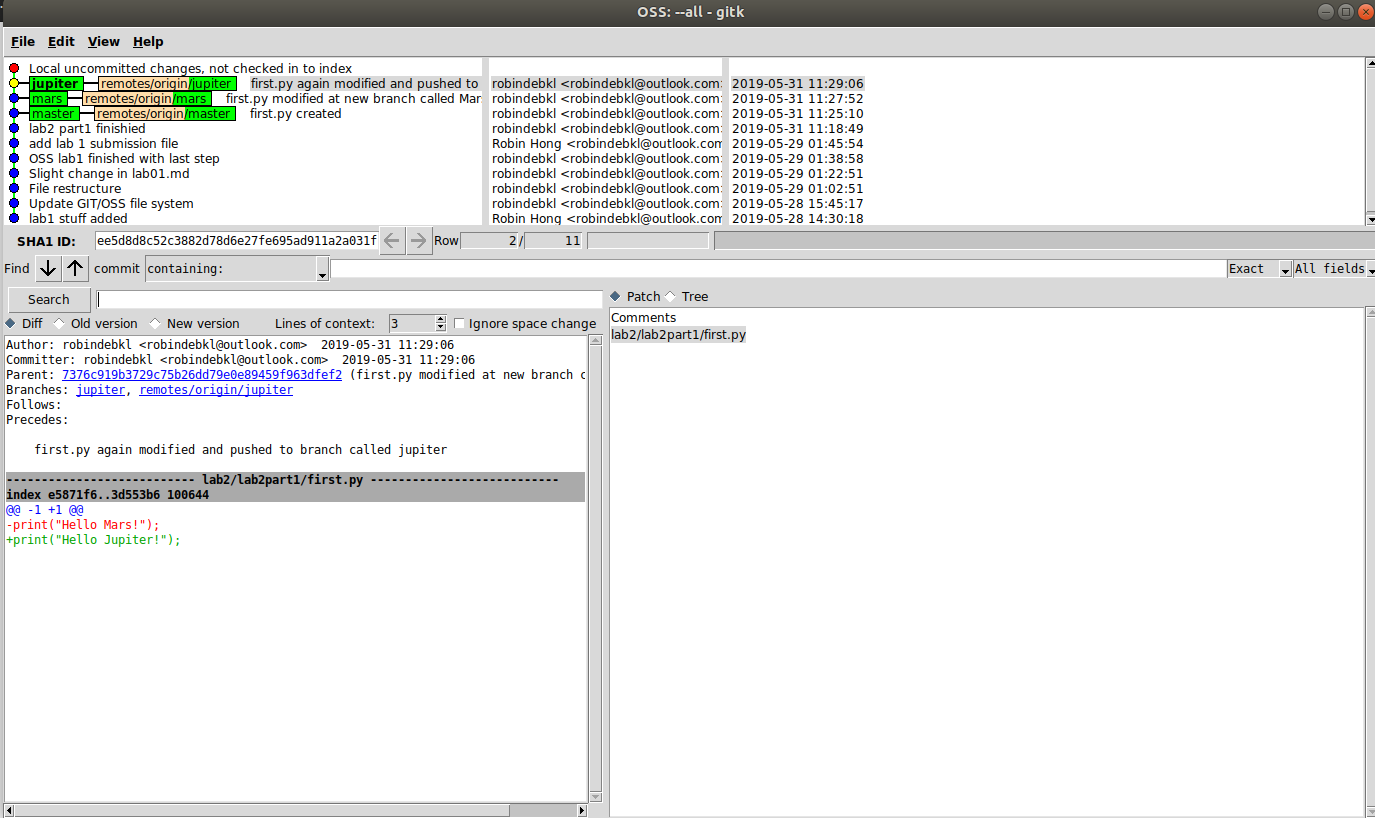 OSS: --all - gitk
File Edit View Help
Local uncommitted changes, not checked in to index
jupiter remotes/origin/jupiter first.py again modified and pushed to robindebkl <robindebkl@outlook.com> 2019-05-31 11:29:06
mars remotes/origin/mars first.py modified at new branch called Mars robindebkl <robindebkl@outlook.com> 2019-05-31 11:27:52
master remotes/origin/master first.py created robindebkl <robindebkl@outlook.com> 2019-05-31 11:25:10
lab2 part1 finishied robindebkl <robindebkl@outlook.com> 2019-05-31 11:18:49
add lab 1 submission file Robin Hong <robindebkl@outlook.com 2019-05-29 01:45:54
OSS lab1 finished with last step robindebkl <robindebkl@outlook.com> 2019-05-29 01:38:58
Slight change in lab01.md robindebkl <robindebkl@outlook.com> 2019-05-29 01:22:51
File restructure robindebkl <robindebkl@outlook.com> 2019-05-29 01:02:51
Update GIT/OSS file system robindebkl <robindebkl@outlook.com> 2019-05-28 15:45:17
lab1 stuff added Robin Hong <robindebkl@outlook.com 2019-05-28 14:30:18
SHA1 ID: ee5d8d8c52c3882d78d6e27fe695ad911a2a031f Row 2 / 11
Find commit containing: Exact All fields
Search
Patch Tree
Diff Old version New version Lines of context: 3 Ignore space change
Comments
lab2/lab2part1/first.py
Author: robindebkl <robindebkl@outlook.com> 2019-05-31 11:29:06
Committer: robindebkl <robindebkl@outlook.com> 2019-05-31 11:29:06
Parent: 7376c919b3729c75b26dd79e0e89459f963dfef2 (first.py modified at new branch c
Branches: jupiter, remotes/origin/jupiter
Follows:
Precedes:
first.py again modified and pushed to branch called jupiter
--------------------------- lab2/lab2part1/first.py ---------------------------
index e5871f6..3d553b6 100644
@@ -1 +1 @@
-print("Hello Mars!");
+print("Hello Jupiter!");